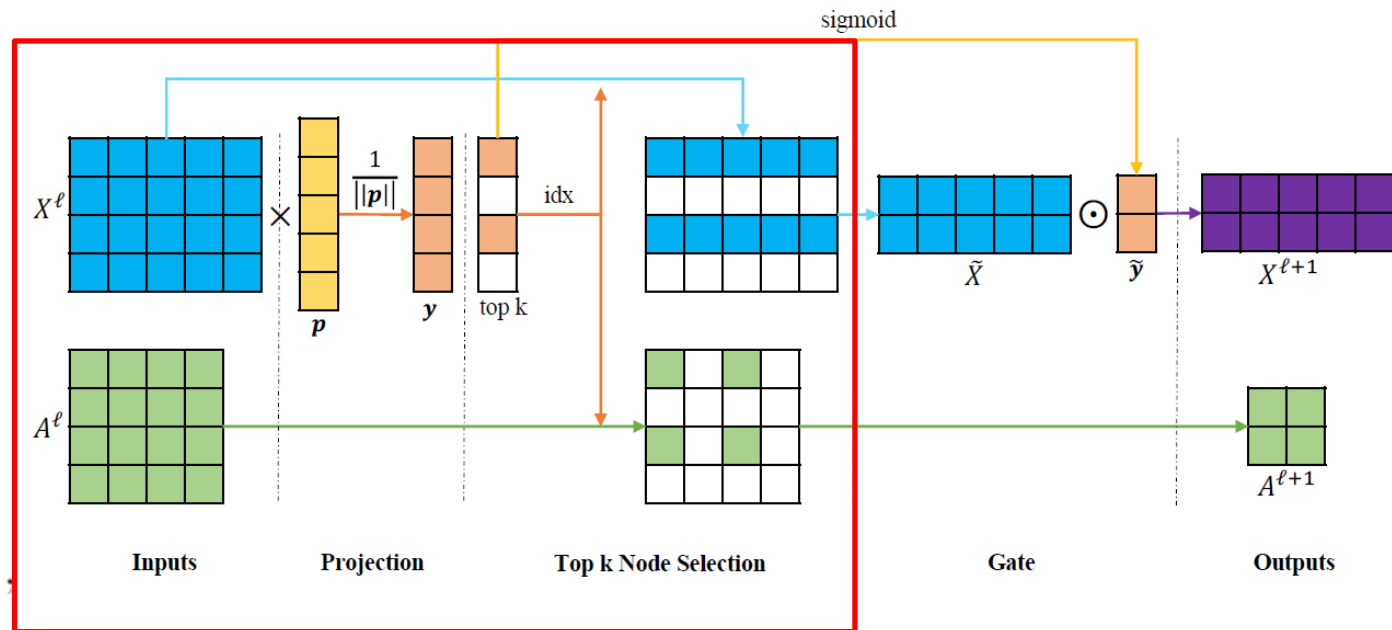 sigmoid
X^ℓ
×
1
||p||
idx
⊙
p
y
top k
X̃
ỹ
X^{ℓ+1}
A^ℓ
A^{ℓ+1}
Inputs
Projection
Top k Node Selection
Gate
Outputs